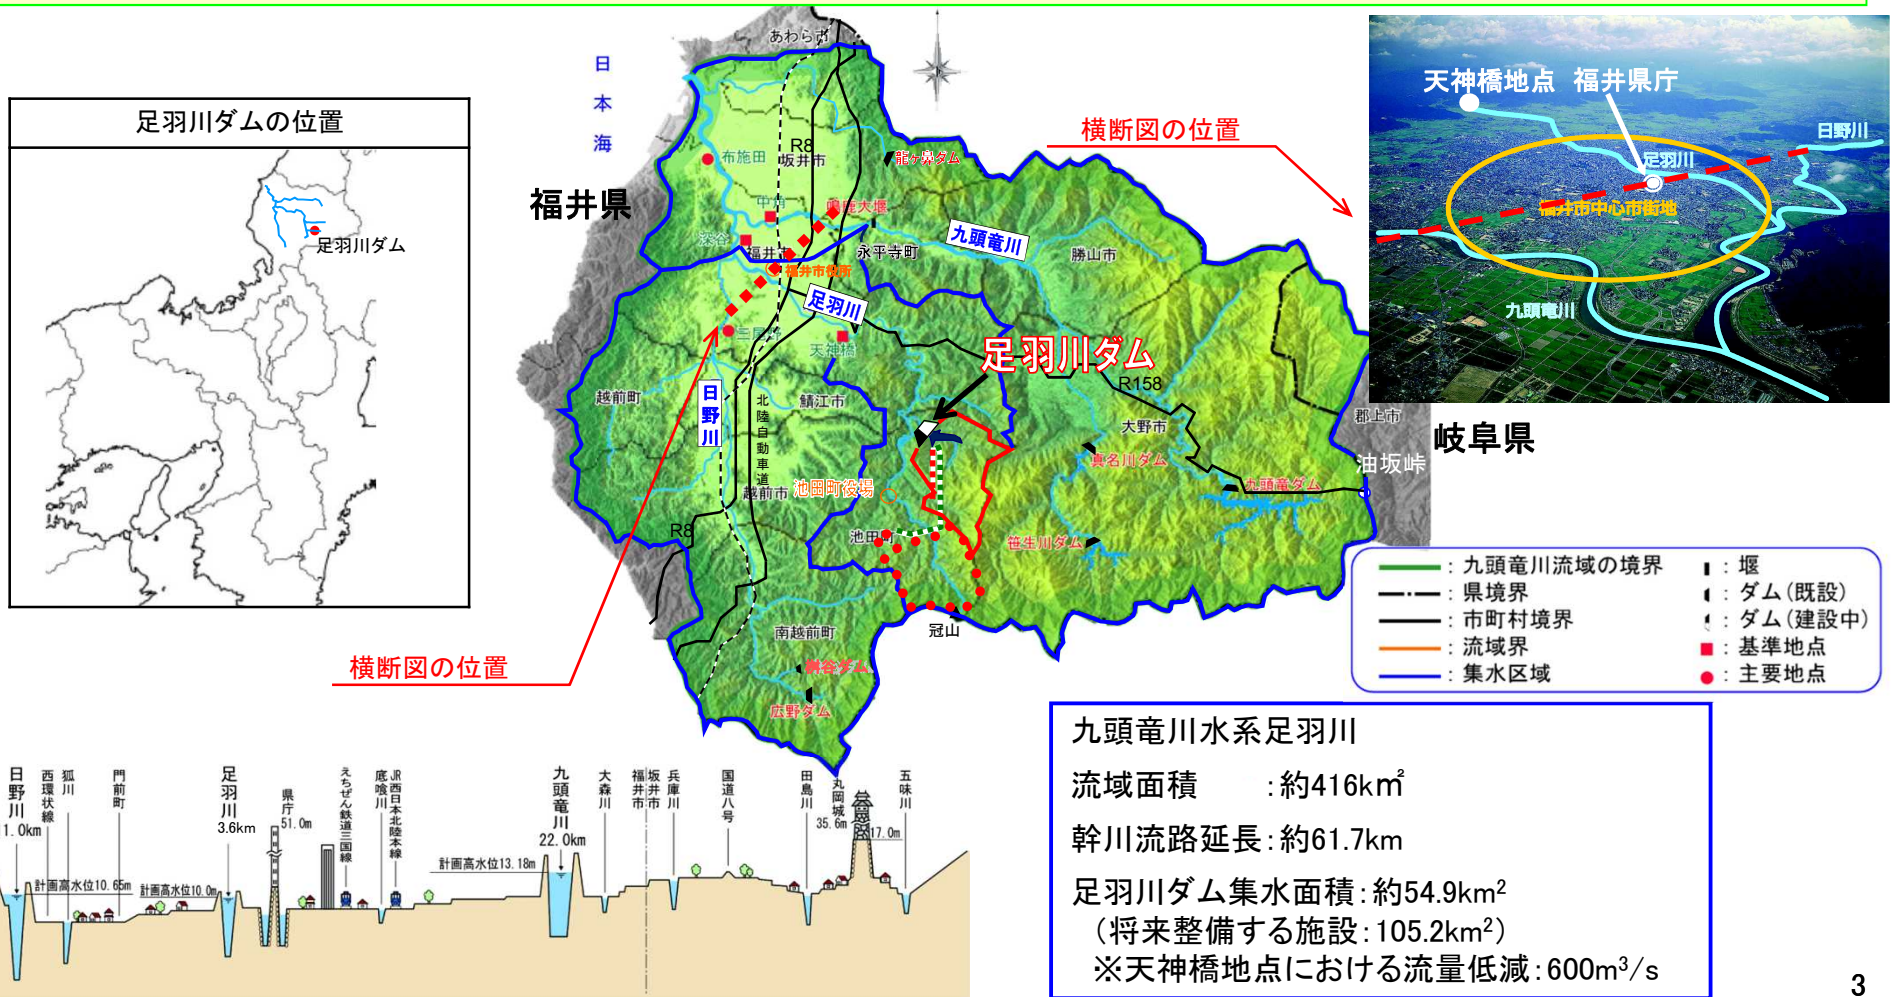 足羽川ダムの位置
足羽川ダム
日本海
福井県
あわら市
布施田
R8
坂井市
龍ヶ鼻ダム
中角
鳴鹿大堰
深谷
福井市
福井市役所
永平寺町
九頭竜川
勝山市
足羽川
三尾野
天神橋
足羽川ダム
R158
越前町
日野川
鯖江市
北陸自動車道
大野市
真名川ダム
郡上市
岐阜県
油坂峠
九頭竜ダム
越前市
池田町役場
R8
池田町
笹生川ダム
冠山
南越前町
桝谷ダム
広野ダム
横断図の位置
横断図の位置
天神橋地点
福井県庁
日野川
足羽川
福井市中心市街地
九頭竜川
:九頭竜川流域の境界
:県境界
:市町村境界
:流域界
:集水区域
:堰
:ダム(既設)
:ダム(建設中)
:基準地点
:主要地点
日野川
1.0km
西環状線
狐川
門前町
足羽川
3.6km
県庁
51.0m
えちぜん鉄道三国線
底喰川
JR西日本北陸本線
九頭竜川
22.0km
大森川
福井市
坂井市
兵庫川
国道八号
田島川
丸岡城
35.6m
17.0m
五味川
計画高水位10.65m
計画高水位10.0m
計画高水位13.18m
九頭竜川水系足羽川
流域面積　　:約416k㎡
幹川流路延長:約61.7km
足羽川ダム集水面積:約54.9km²
（将来整備する施設:105.2km²）
※天神橋地点における流量低減:600m³/s
3